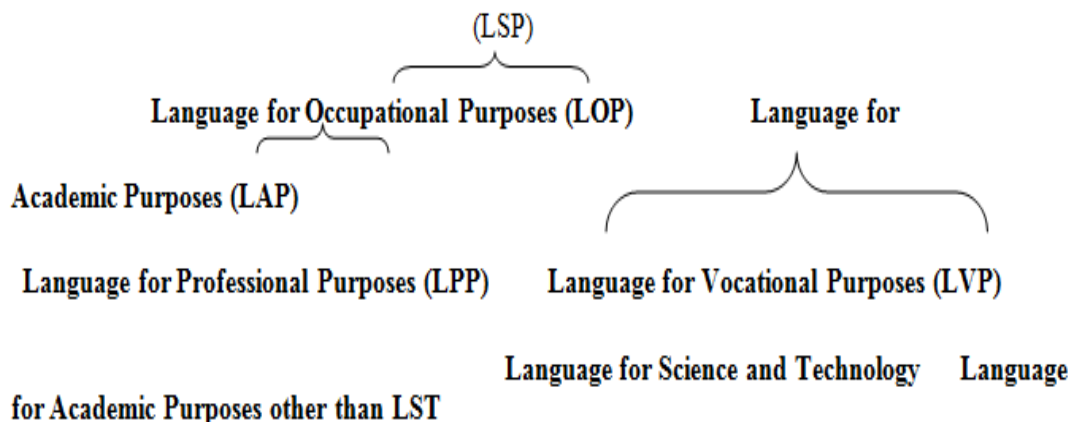 (LSP)
Language for Occupational Purposes (LOP) Language for
Academic Purposes (LAP)
Language for Professional Purposes (LPP) Language for Vocational Purposes (LVP)
Language for Science and Technology Language
for Academic Purposes other than LST